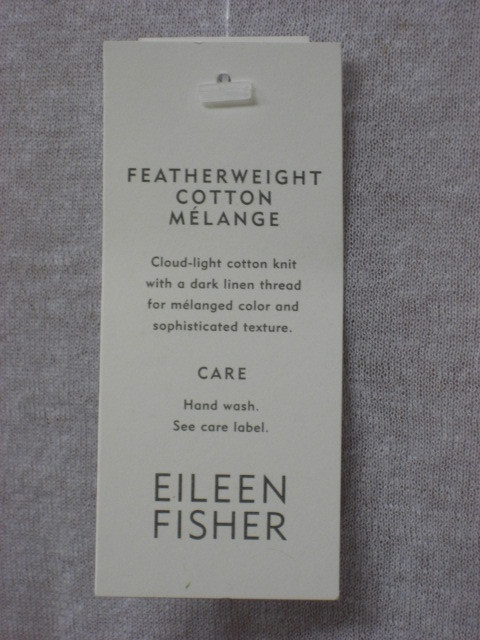 FEATHERWEIGHT
COTTON
MÉLANGE
Cloud-light cotton knit
with a dark linen thread
for mélanged color and
sophisticated texture.
CARE
Hand wash.
See care label.
EILEEN
FISHER